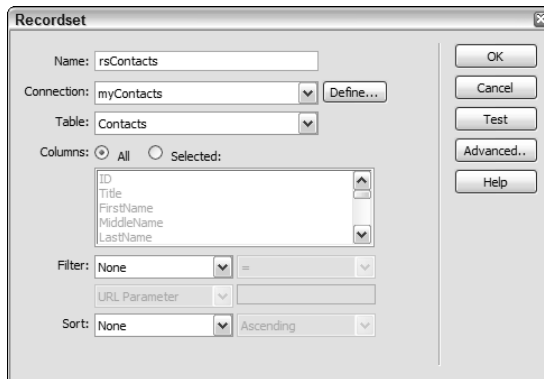 Recordset
Name: rsContacts
OK
Connection: myContacts Define...
Cancel
Table: Contacts
Test
Columns: All Selected:
Advanced..
ID
Title
FirstName
MiddleName
LastName
Help
Filter: None =
URL Parameter
Sort: None Ascending